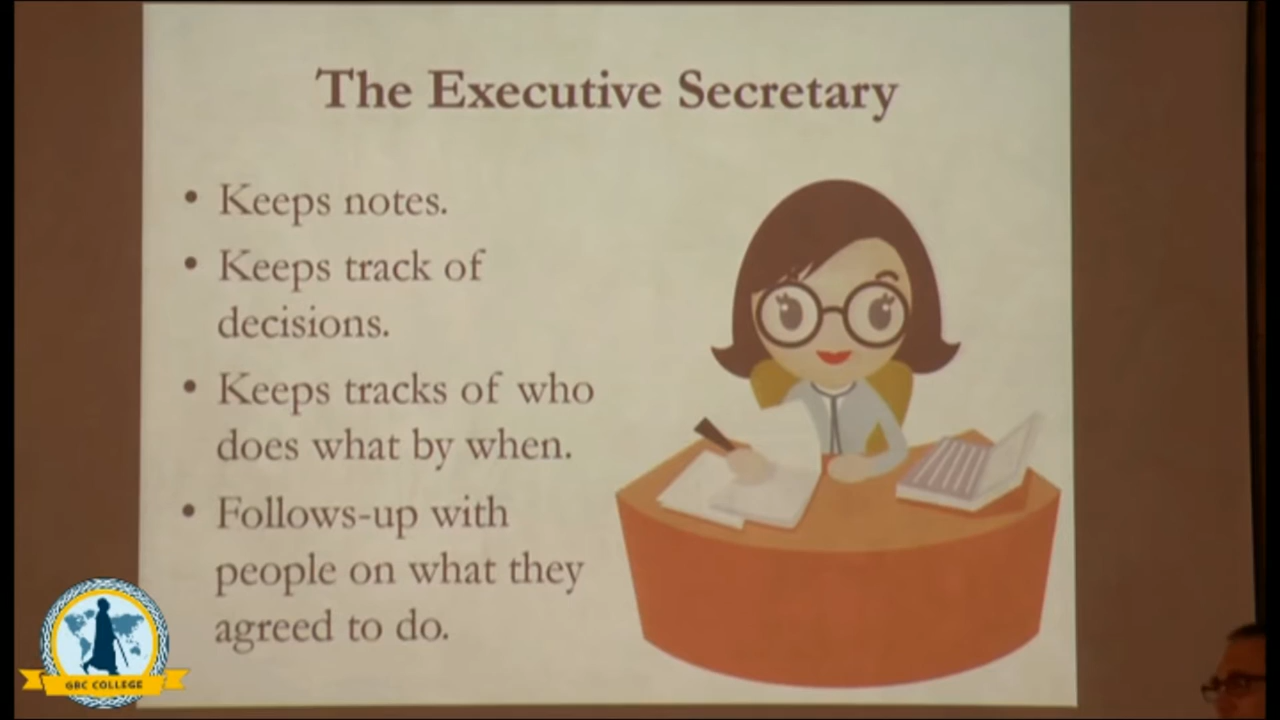 The Executive Secretary
• Keeps notes.
• Keeps track of
decisions.
• Keeps tracks of who
does what by when.
• Follows-up with
people on what they
agreed to do.
GBC COLLEGE